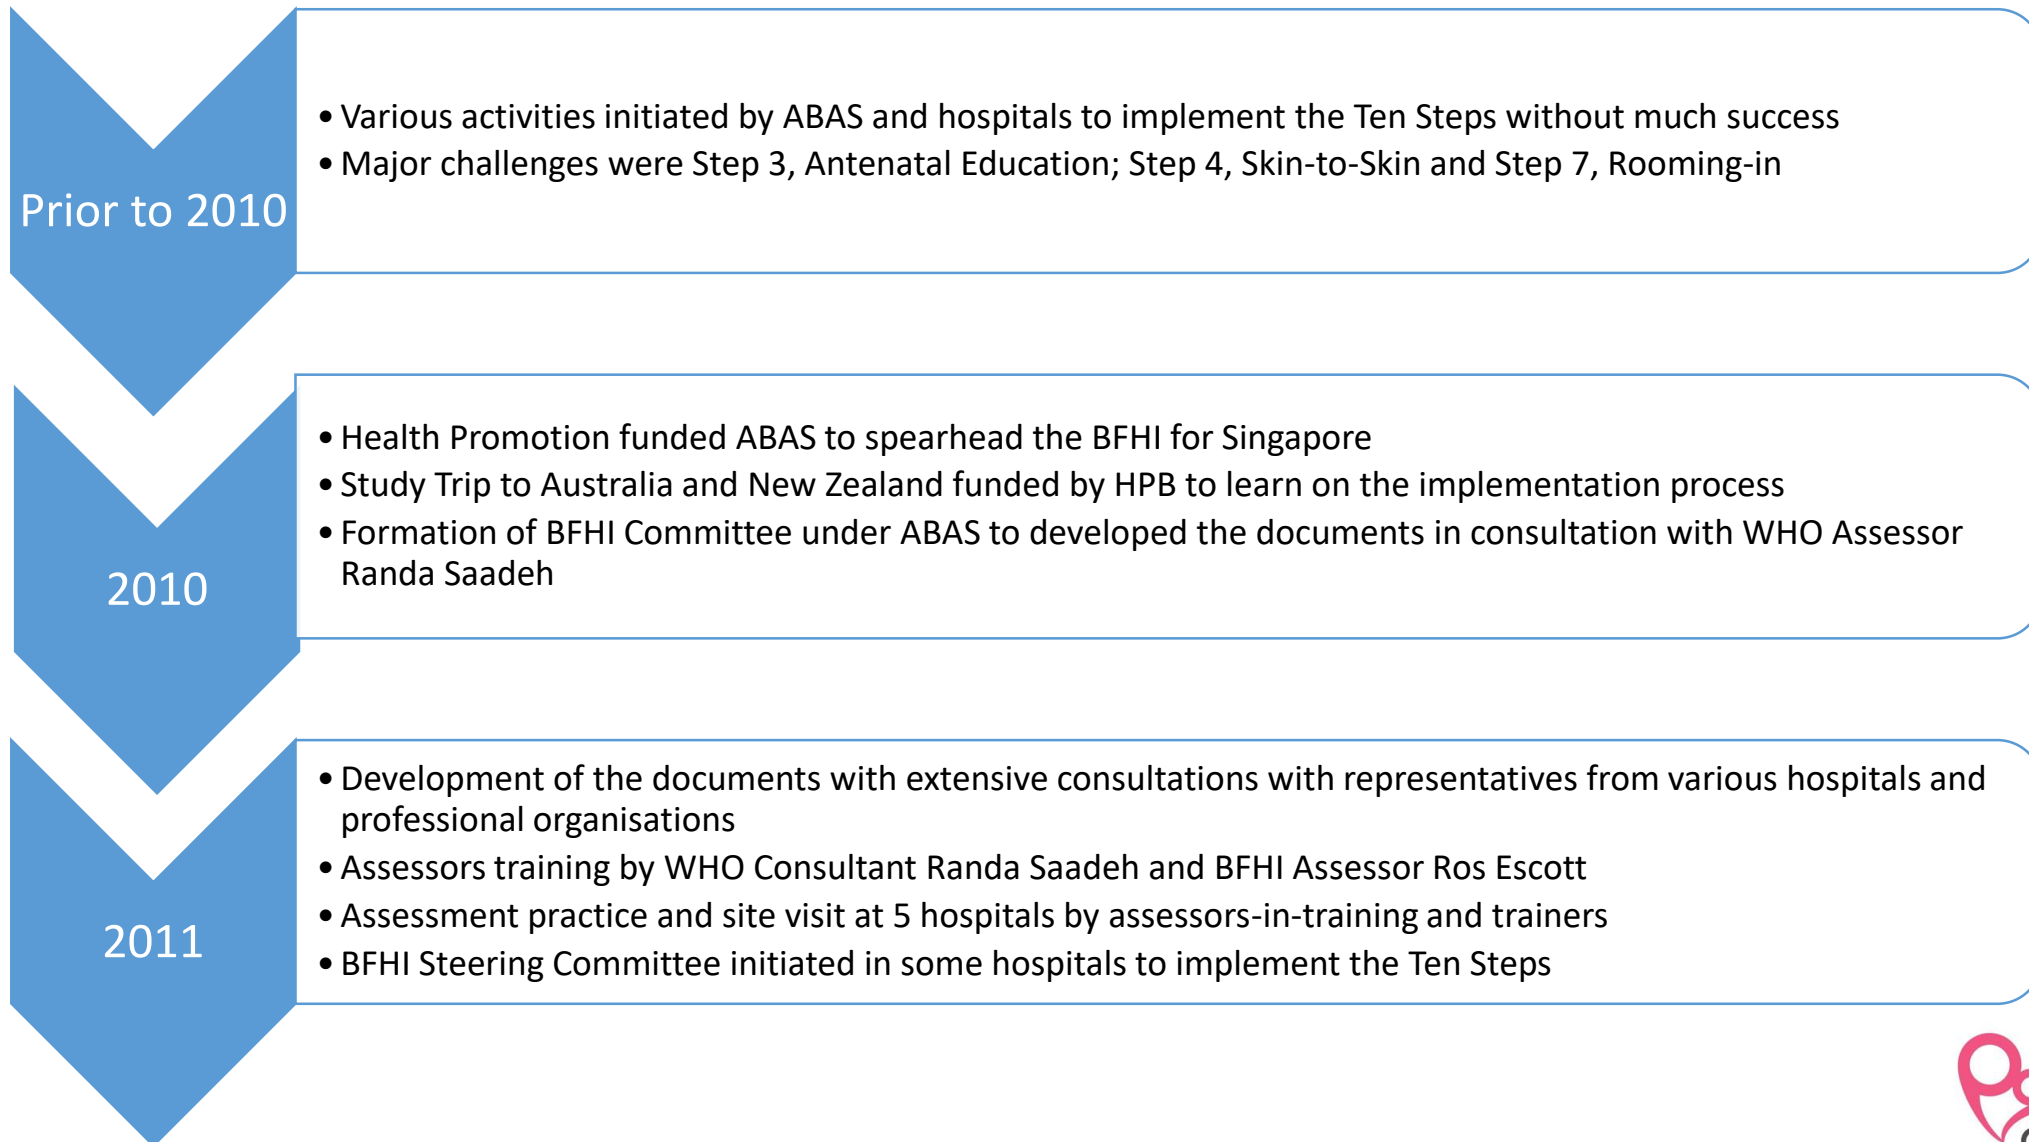 Prior to 2010
• Various activities initiated by ABAS and hospitals to implement the Ten Steps without much success
• Major challenges were Step 3, Antenatal Education; Step 4, Skin-to-Skin and Step 7, Rooming-in
2010
• Health Promotion funded ABAS to spearhead the BFHI for Singapore
• Study Trip to Australia and New Zealand funded by HPB to learn on the implementation process
• Formation of BFHI Committee under ABAS to developed the documents in consultation with WHO Assessor
Randa Saadeh
2011
• Development of the documents with extensive consultations with representatives from various hospitals and
professional organisations
• Assessors training by WHO Consultant Randa Saadeh and BFHI Assessor Ros Escott
• Assessment practice and site visit at 5 hospitals by assessors-in-training and trainers
• BFHI Steering Committee initiated in some hospitals to implement the Ten Steps